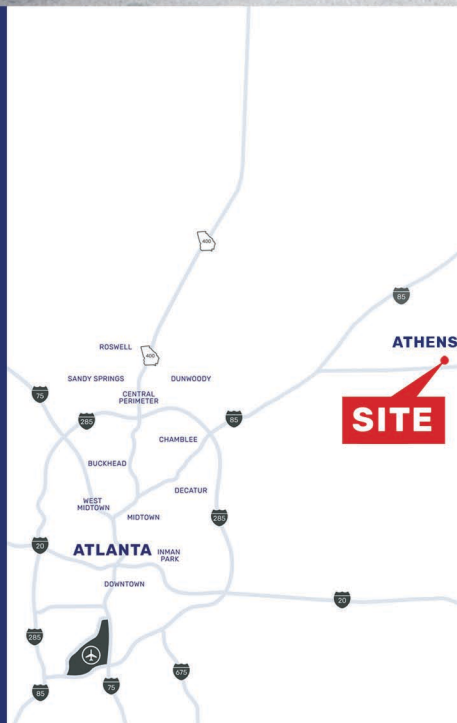 400
85
ATHENS
ROSWELL
400
SANDY SPRINGS
DUNWOODY
75
CENTRAL
PERIMETER
SITE
285
85
CHAMBLEE
BUCKHEAD
DECATUR
WEST
MIDTOWN
MIDTOWN
285
20
ATLANTA
INMAN
PARK
DOWNTOWN
20
285
675
85
75